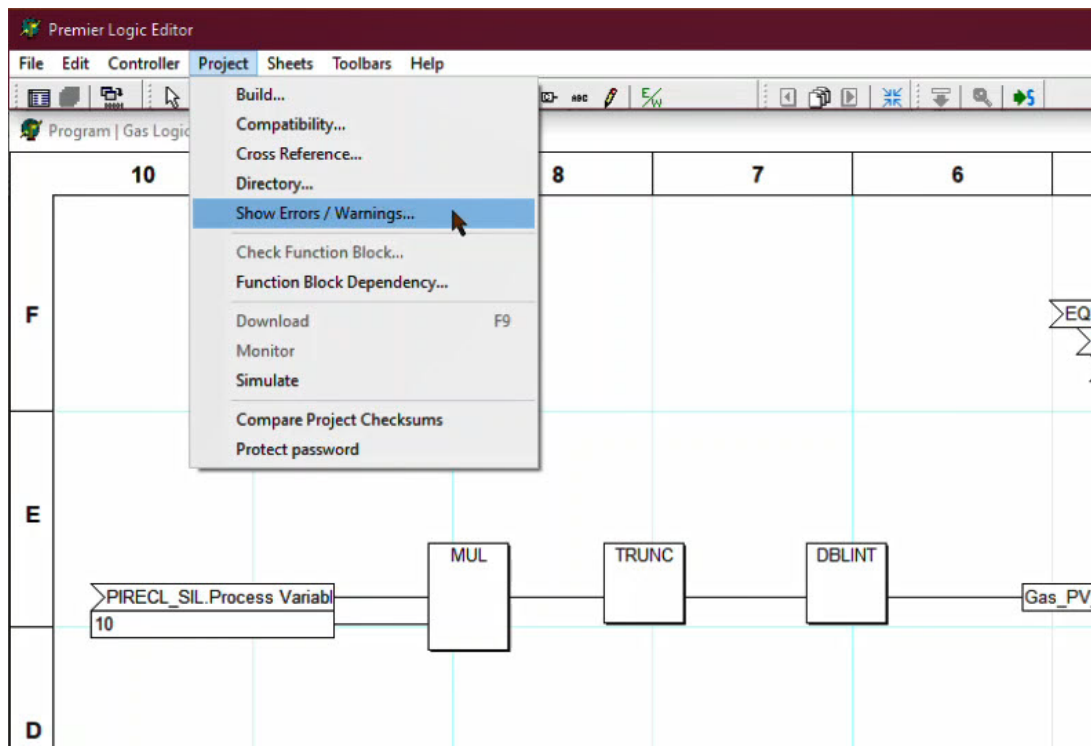 Premier Logic Editor
File Edit Controller Project Sheets Toolbars Help
ABC E/W S
Program | Gas Logic
10 8 7 6
Build...
Compatibility...
Cross Reference...
Directory...
Show Errors / Warnings...
Check Function Block...
Function Block Dependency...
Download F9
Monitor
Simulate
Compare Project Checksums
Protect password
F
EQ
E
MUL TRUNC DBLINT
PIRECL_SIL.Process Variabl
Gas_PV
10
D